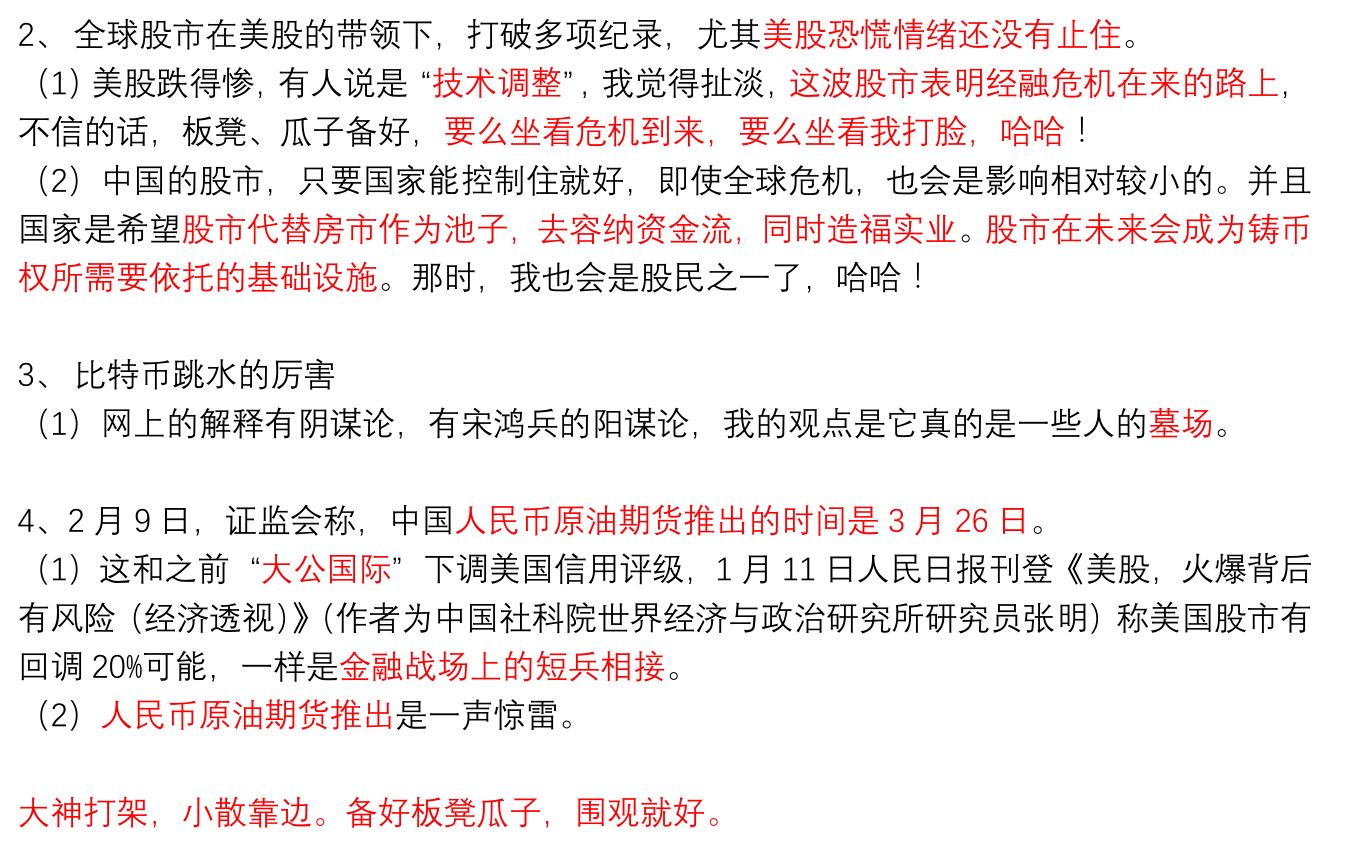 2、 全球股市在美股的带领下，打破多项纪录，尤其美股恐慌情绪还没有止住。
（1）美股跌得惨，有人说是“技术调整”，我觉得扯淡，这波股市表明经融危机在来的路上，
不信的话，板凳、瓜子备好，要么坐看危机到来，要么坐看我打脸，哈哈！
（2）中国的股市，只要国家能控制住就好，即使全球危机，也会是影响相对较小的。并且
国家是希望股市代替房市作为池子，去容纳资金流，同时造福实业。股市在未来会成为铸币
权所需要依托的基础设施。那时，我也会是股民之一了，哈哈！
3、 比特币跳水的厉害
（1）网上的解释有阴谋论，有宋鸿兵的阳谋论，我的观点是它真的是一些人的墓场。
4、2 月 9 日，证监会称，中国人民币原油期货推出的时间是 3 月 26 日。
（1）这和之前 “大公国际” 下调美国信用评级，1 月 11 日人民日报刊登《美股，火爆背后
有风险（经济透视）》（作者为中国社科院世界经济与政治研究所研究员张明）称美国股市有
回调 20%可能，一样是金融战场上的短兵相接。
（2）人民币原油期货推出是一声惊雷。
大神打架，小散靠边。备好板凳瓜子，围观就好。